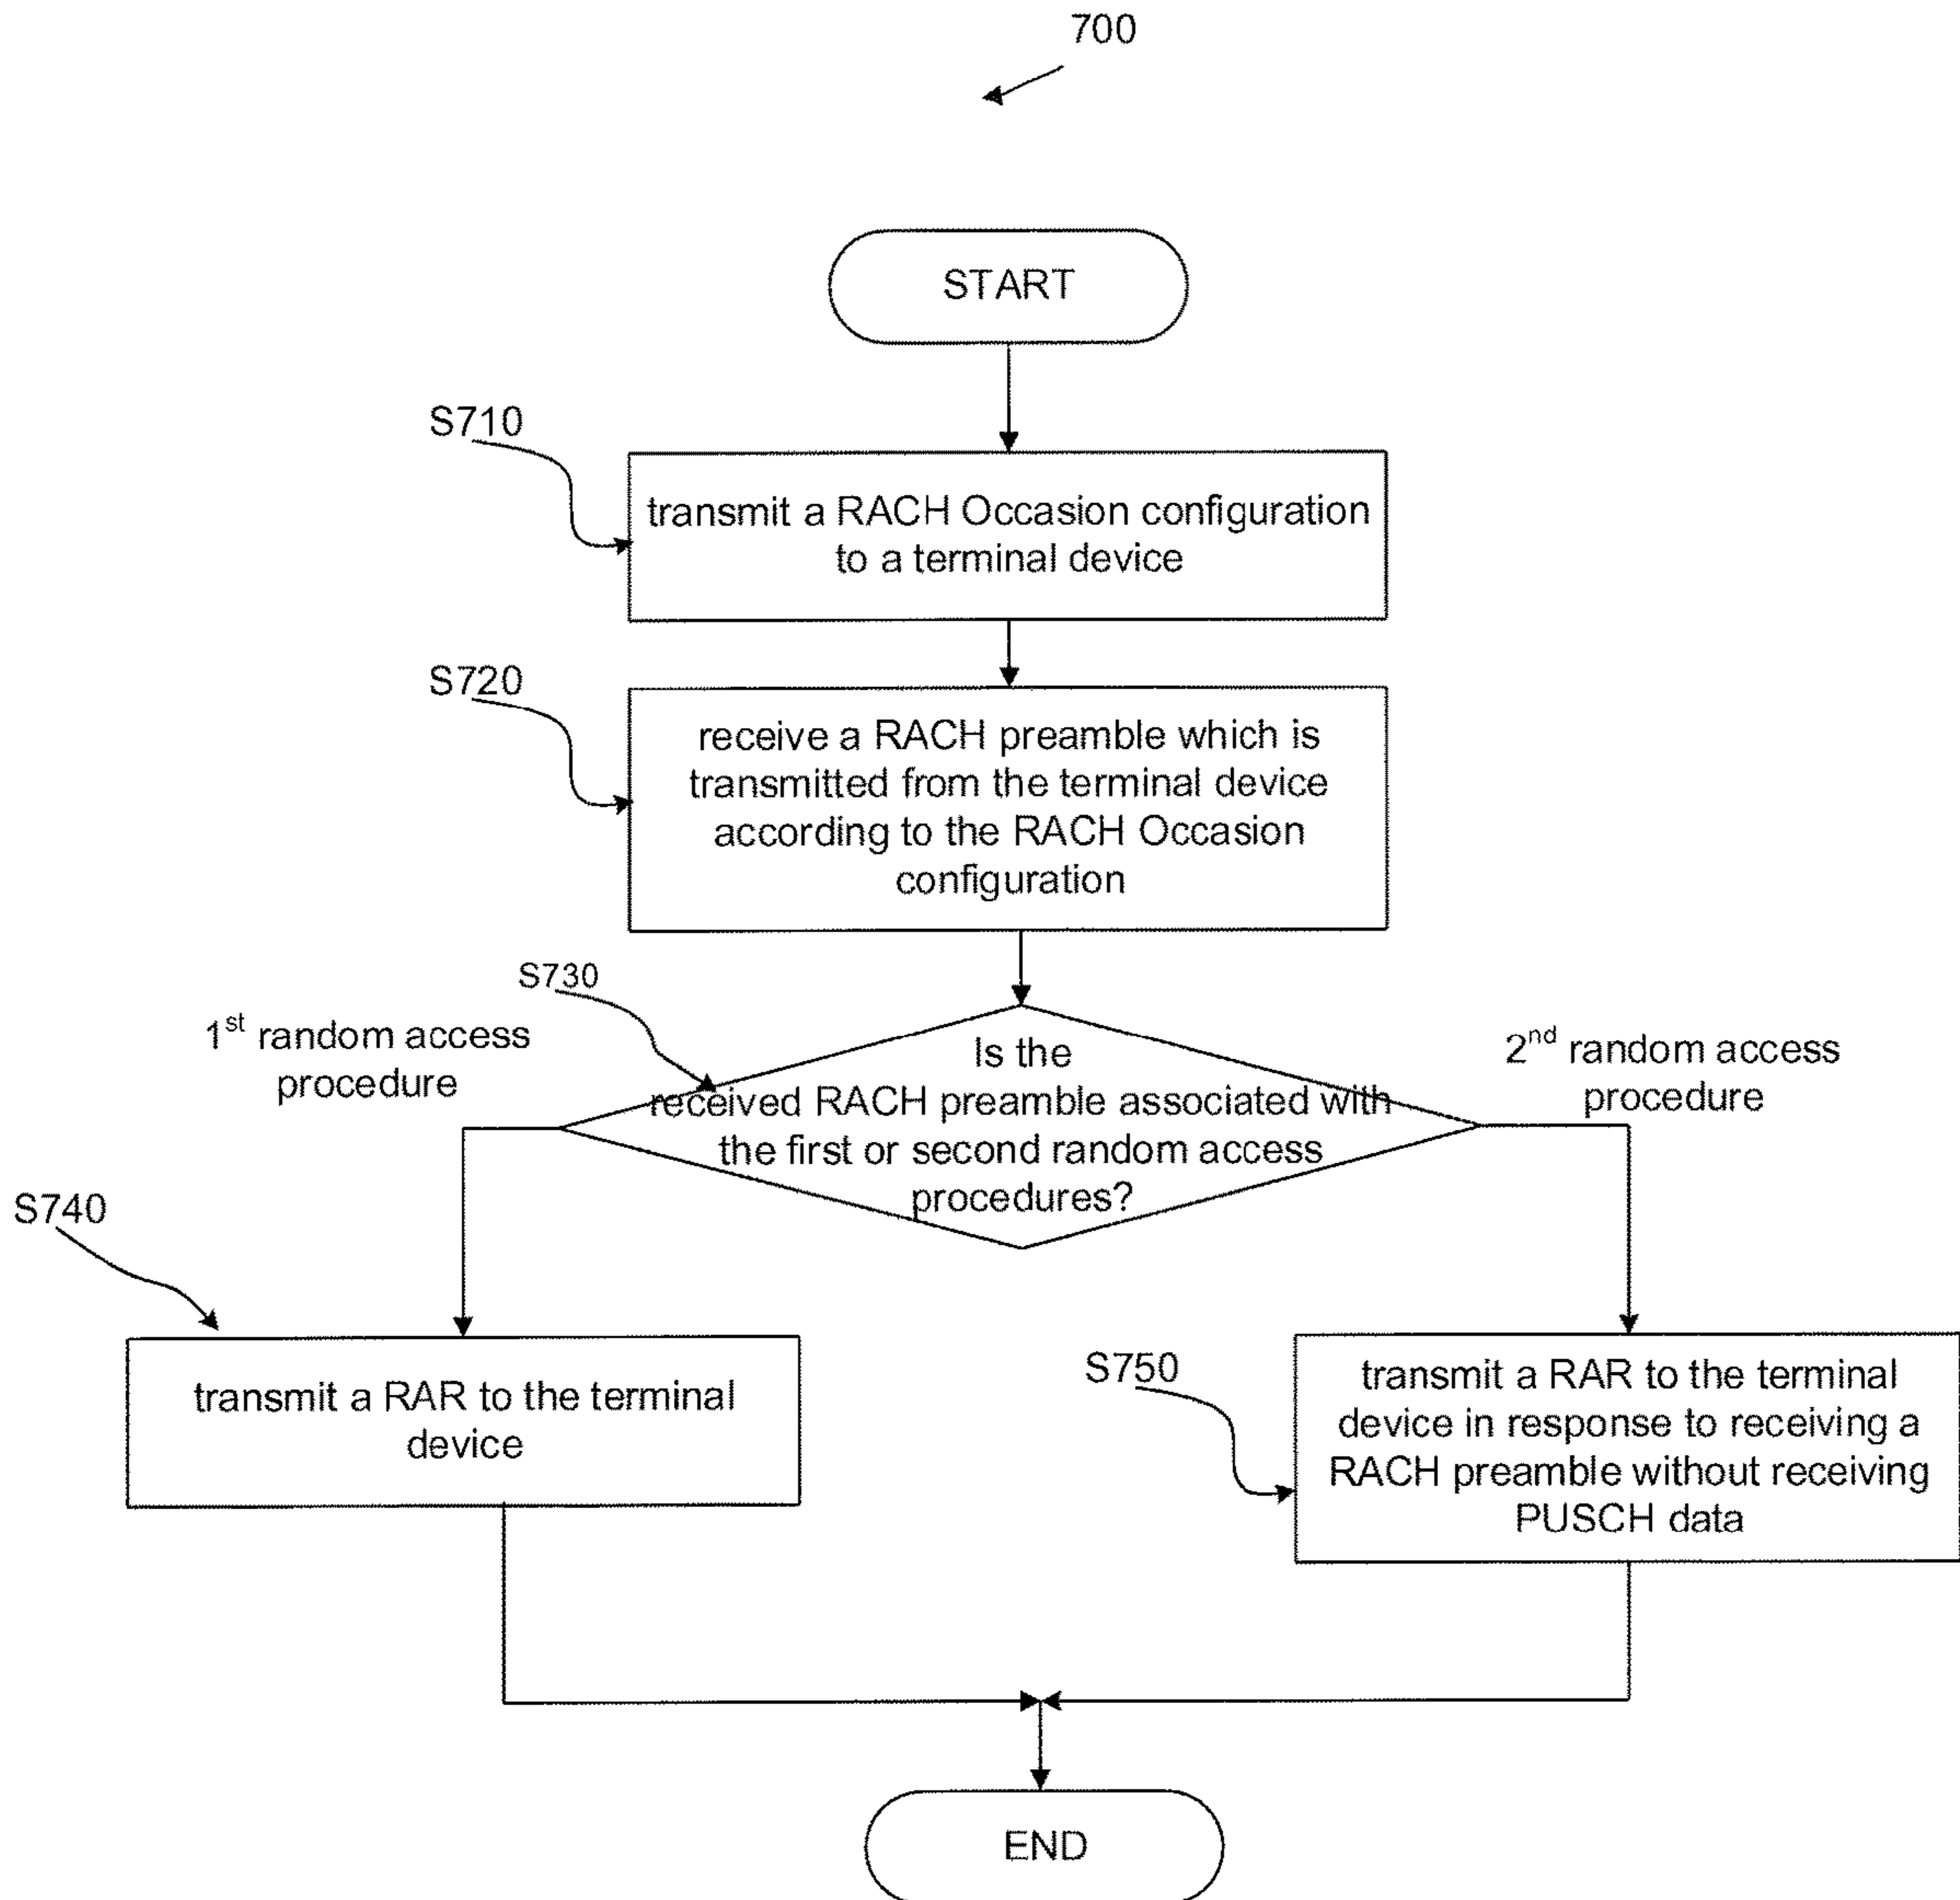 700
START
S710
transmit a RACH Occasion configuration
to a terminal device
S720
receive a RACH preamble which is
transmitted from the terminal device
according to the RACH Occasion
configuration
S730
1st random access
procedure
Is the
received RACH preamble associated with
the first or second random access
procedures?
2nd random access
procedure
S740
transmit a RAR to the terminal
device
S750
transmit a RAR to the terminal
device in response to receiving a
RACH preamble without receiving
PUSCH data
END